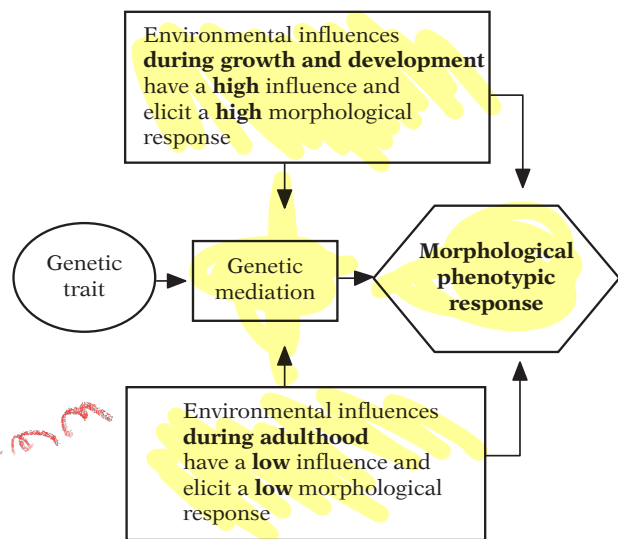 Environmental influences
during growth and development
have a high influence and
elicit a high morphological
response
Genetic
trait
Genetic
mediation
Morphological
phenotypic
response
Environmental influences
during adulthood
have a low influence and
elicit a low morphological
response